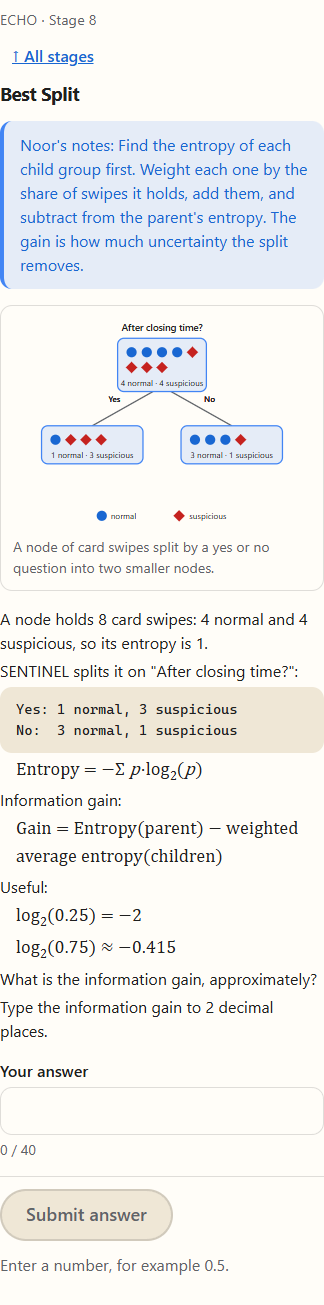 ECHO · Stage 8
↑ All stages
Best Split
Noor's notes: Find the entropy of each
child group first. Weight each one by the
share of swipes it holds, add them, and
subtract from the parent's entropy. The
gain is how much uncertainty the split
removes.
After closing time?
4 normal · 4 suspicious
Yes
No
1 normal · 3 suspicious
3 normal · 1 suspicious
normal
suspicious
A node of card swipes split by a yes or no
question into two smaller nodes.
A node holds 8 card swipes: 4 normal and 4
suspicious, so its entropy is 1.
SENTINEL splits it on "After closing time?":
Yes: 1 normal, 3 suspicious
No:  3 normal, 1 suspicious
Entropy = −Σ p·log₂(p)
Information gain:
Gain = Entropy(parent) − weighted
average entropy(children)
Useful:
log₂(0.25) = −2
log₂(0.75) ≈ −0.415
What is the information gain, approximately?
Type the information gain to 2 decimal
places.
Your answer
0 / 40
Submit answer
Enter a number, for example 0.5.